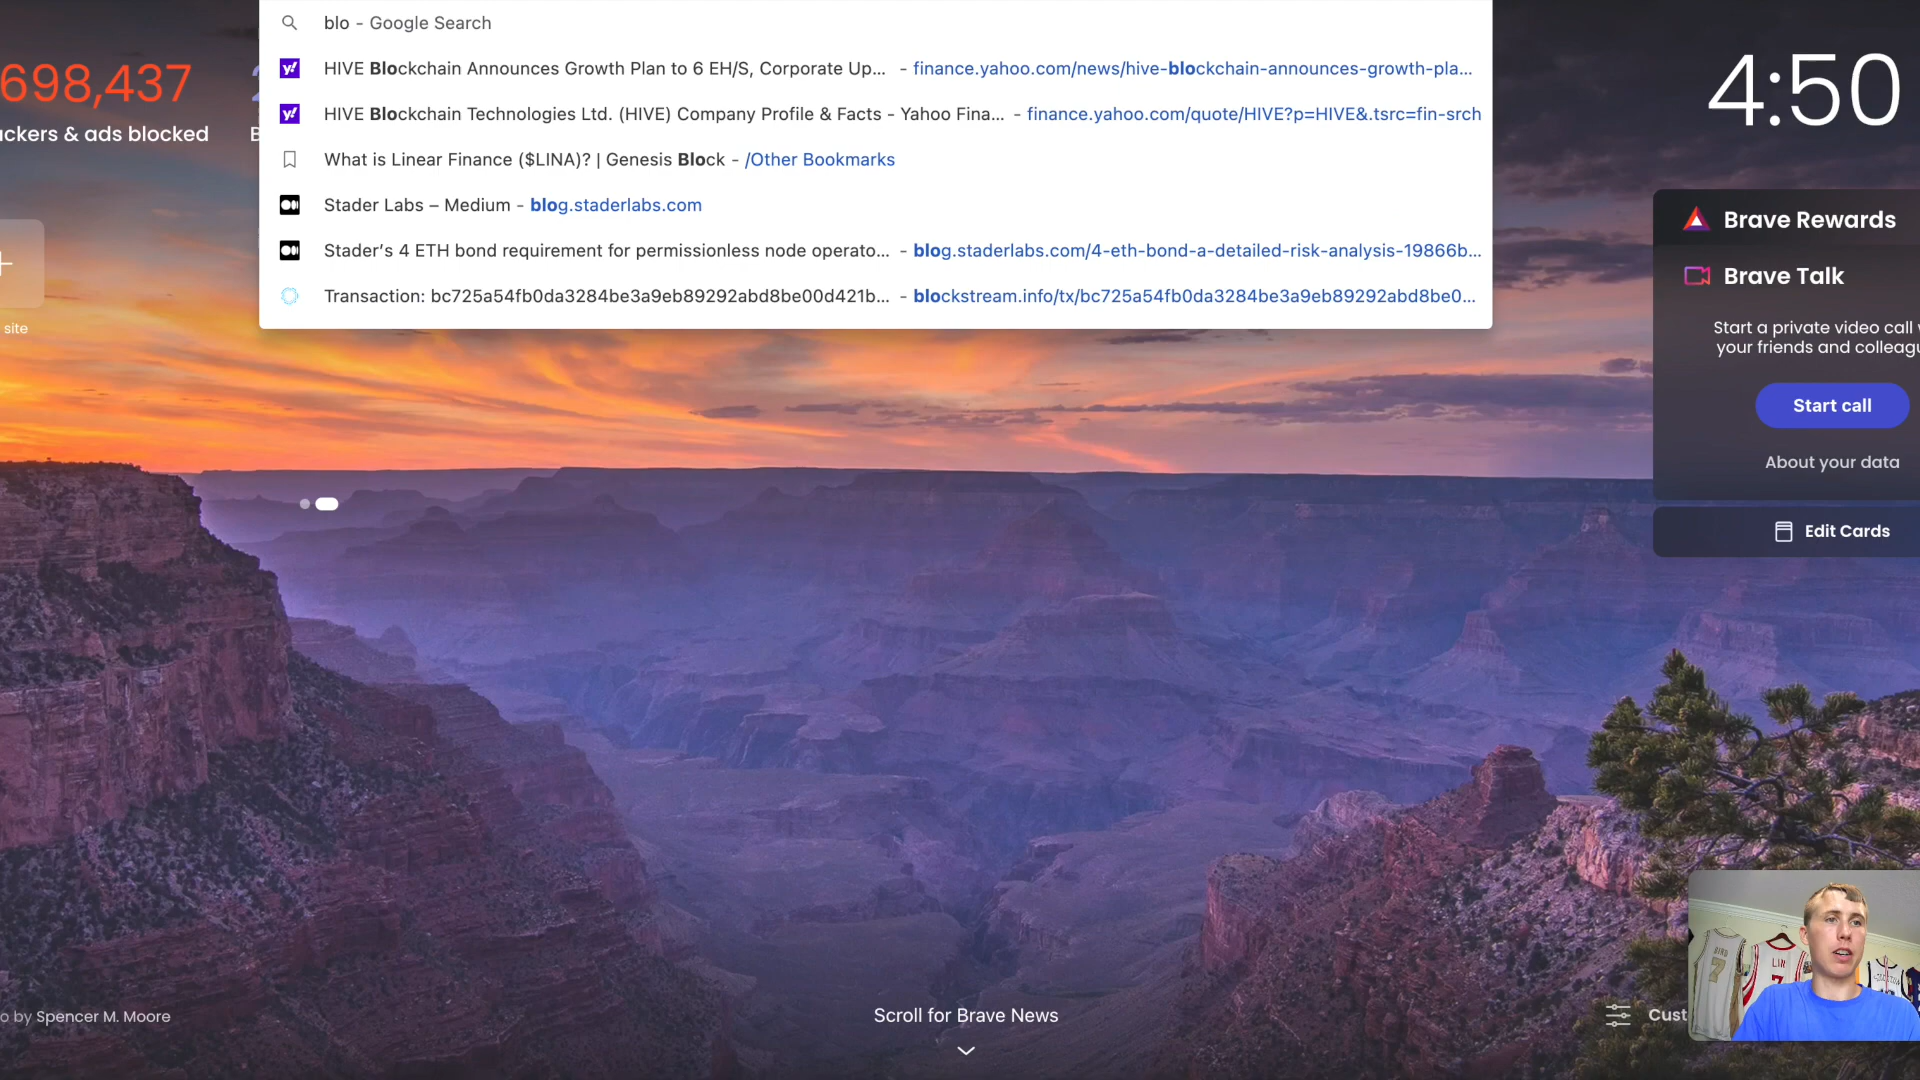 blo - Google Search
HIVE Blockchain Announces Growth Plan to 6 EH/S, Corporate Up... - finance.yahoo.com/news/hive-blockchain-announces-growth-pla...
HIVE Blockchain Technologies Ltd. (HIVE) Company Profile & Facts - Yahoo Fina... - finance.yahoo.com/quote/HIVE?p=HIVE&.tsrc=fin-srch
What is Linear Finance ($LINA)? | Genesis Block - /Other Bookmarks
Stader Labs – Medium - blog.staderlabs.com
Stader's 4 ETH bond requirement for permissionless node operato... - blog.staderlabs.com/4-eth-bond-a-detailed-risk-analysis-19866b...
Transaction: bc725a54fb0da3284be3a9eb89292abd8be00d421b... - blockstream.info/tx/bc725a54fb0da3284be3a9eb89292abd8be0...
698,437
ckers & ads blocked
B
site
4:50
Brave Rewards
Brave Talk
Start a private video call
your friends and colleagu
Start call
About your data
Edit Cards
o by Spencer M. Moore
Scroll for Brave News
Cust
LIN
7